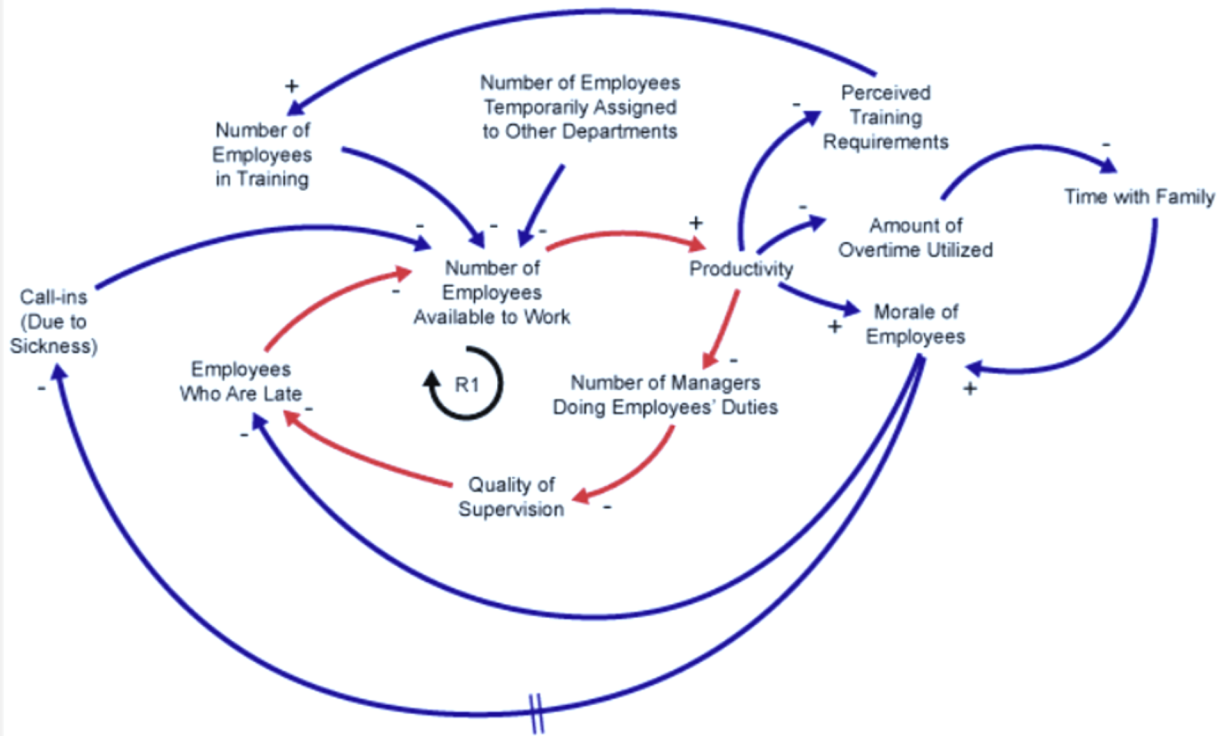 +
Number of
Employees
in Training
Number of Employees
Temporarily Assigned
to Other Departments
-
Perceived
Training
Requirements
-
Time with Family
-
Amount of
Overtime Utilized
-
-
-
+
Number of
Employees
Available to Work
Productivity
Call-ins
(Due to
Sickness)
-
+
Morale of
Employees
+
Employees
Who Are Late
-
-
R1
-
Number of Managers
Doing Employees' Duties
-
Quality of
Supervision
-